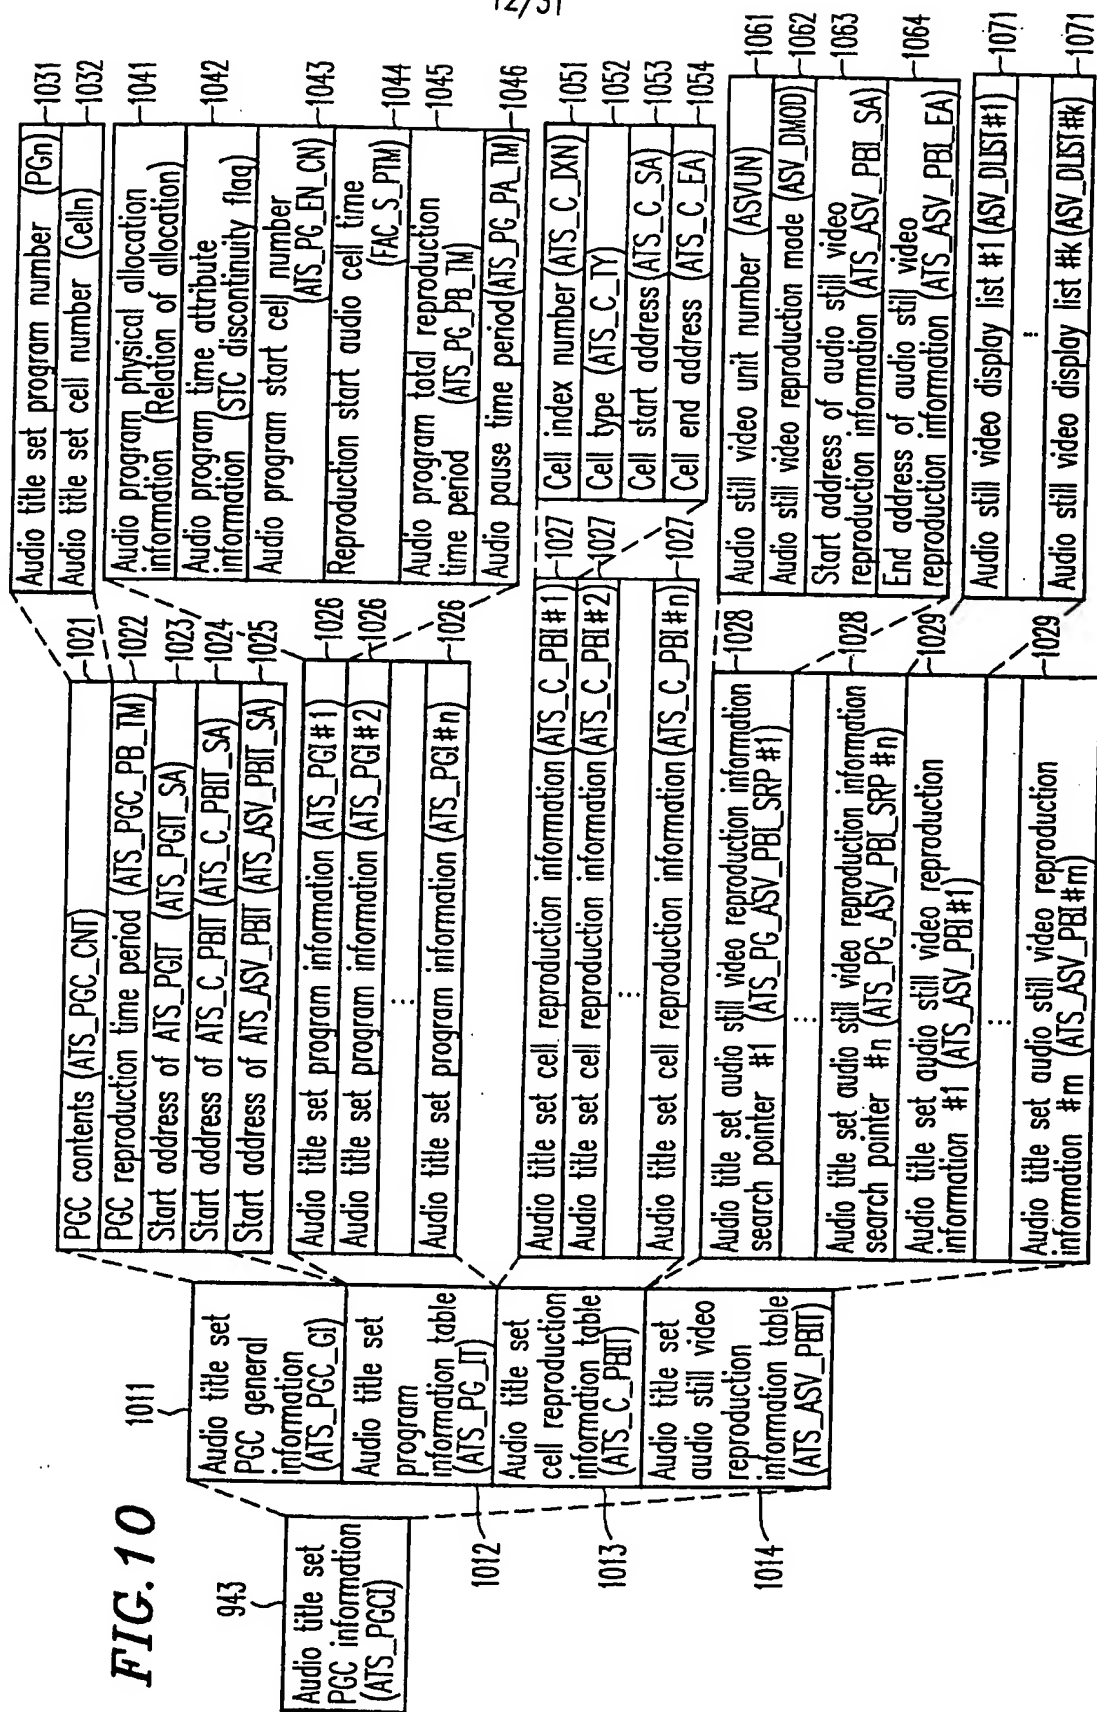 12/31
FIG. 10
943
Audio title set
PGC information
(ATS_PGCI)
1011
Audio title set
PGC general
information
(ATS_PGC_GI)
Audio title set
program
information table
(ATS_PG_IT)
1012
Audio title set
cell reproduction
information table
(ATS_C_PBIT)
1013
Audio title set
audio still video
reproduction
information table
(ATS_ASV_PBIT)
1014
PGC contents (ATS_PGC_CNT)
1021
PGC reproduction time period (ATS_PGC_PB_TM)
1022
Start address of ATS_PGIT (ATS_PGIT_SA)
1023
Start address of ATS_C_PBIT (ATS_C_PBIT_SA)
1024
Start address of ATS_ASV_PBIT (ATS_ASV_PBIT_SA)
1025
Audio title set program information (ATS_PGI#1)
1026
Audio title set program information (ATS_PGI#2)
1026
⋮
Audio title set program information (ATS_PGI#n)
1026
Audio title set cell reproduction information (ATS_C_PBI#1)
1027
Audio title set cell reproduction information (ATS_C_PBI#2)
1027
⋮
Audio title set cell reproduction information (ATS_C_PBI#n)
1027
Audio title set audio still video reproduction information
search pointer #1 (ATS_PG_ASV_PBI_SRP#1)
1028
⋮
Audio title set audio still video reproduction information
search pointer #n (ATS_PG_ASV_PBI_SRP#n)
1028
Audio title set audio still video reproduction
information #1 (ATS_ASV_PBI#1)
1029
⋮
Audio title set audio still video reproduction
information #m (ATS_ASV_PBI#m)
1029
Audio title set program number (PGn)
1031
Audio title set cell number (Celln)
1032
Audio program physical allocation
information (Relation of allocation)
1041
Audio program time attribute
information (STC discontinuity flag)
1042
Audio program start cell number
(ATS_PG_EN_CN)
1043
Reproduction start audio cell time
(FAC_S_PTM)
1044
Audio program total reproduction
time period (ATS_PG_PB_TM)
1045
Audio pause time period (ATS_PG_PA_TM)
1046
Cell index number (ATS_C_IXN)
1051
Cell type (ATS_C_TY)
1052
Cell start address (ATS_C_SA)
1053
Cell end address (ATS_C_EA)
1054
Audio still video unit number (ASVUN)
1061
Audio still video reproduction mode (ASV_DMOD)
1062
Start address of audio still video
reproduction information (ATS_ASV_PBI_SA)
1063
End address of audio still video
reproduction information (ATS_ASV_PBI_EA)
1064
Audio still video display list #1 (ASV_DLIST#1)
1071
⋮
Audio still video display list #k (ASV_DLIST#k)
1071